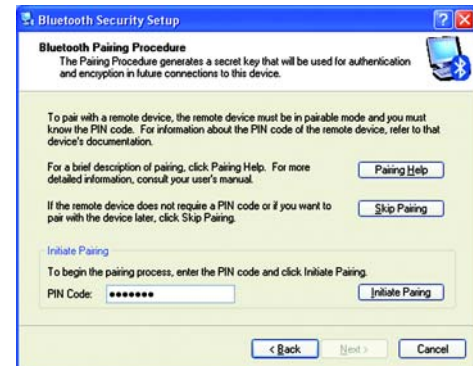 Bluetooth Security Setup
Bluetooth Pairing Procedure
The Pairing Procedure generates a secret key that will be used for authentication
and encryption in future connections to this device.
To pair with a remote device, the remote device must be in pairable mode and you must
know the PIN code. For information about the PIN code of the remote device, refer to that
device's documentation.
For a brief description of pairing, click Pairing Help. For more
detailed information, consult your user's manual.
Pairing Help
If the remote device does not require a PIN code or if you want to
pair with the device later, click Skip Pairing.
Skip Pairing
Initiate Pairing
To begin the pairing process, enter the PIN code and click Initiate Pairing.
PIN Code: •••••••
Initiate Paring
< Back Next > Cancel